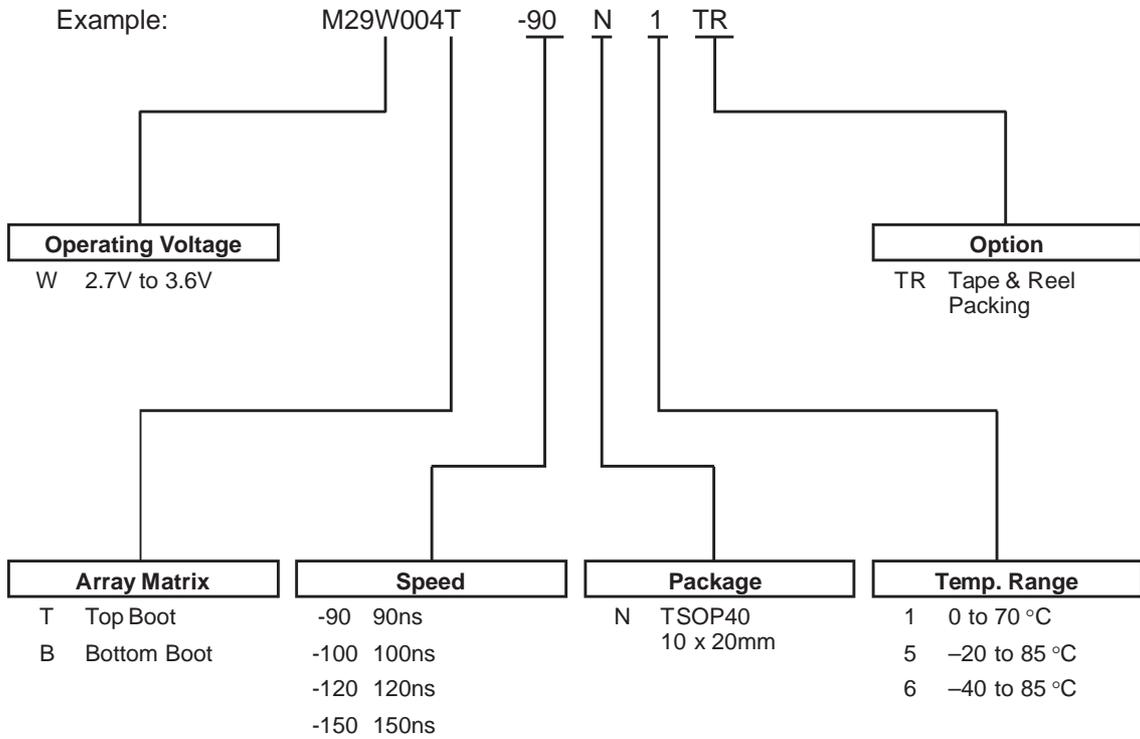 Example: M29W004T -90 N 1 TR
Operating Voltage
W 2.7V to 3.6V
Option
TR Tape & Reel
Packing
Array Matrix
T Top Boot
B Bottom Boot
Speed
-90 90ns
-100 100ns
-120 120ns
-150 150ns
Package
N TSOP40
10 x 20mm
Temp. Range
1 0 to 70 °C
5 –20 to 85 °C
6 –40 to 85 °C